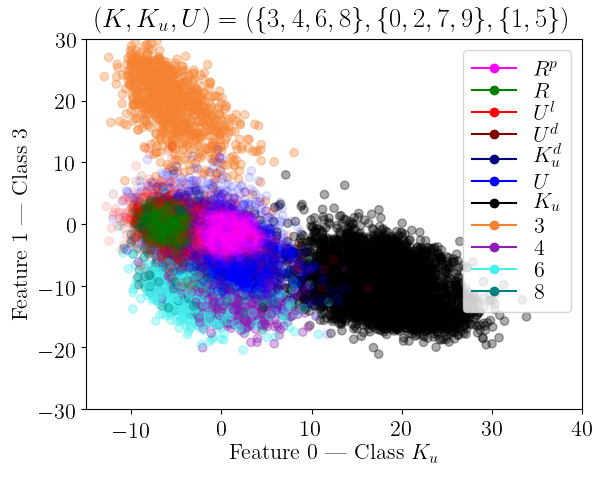 (K, K_u, U) = ({3, 4, 6, 8}, {0, 2, 7, 9}, {1, 5})
30
20
10
0
−10
−20
−30
Feature 1 — Class 3
R^p
R
U^l
U^d
K_u^d
U
K_u
3
4
6
8
−10
0
10
20
30
40
Feature 0 — Class K_u